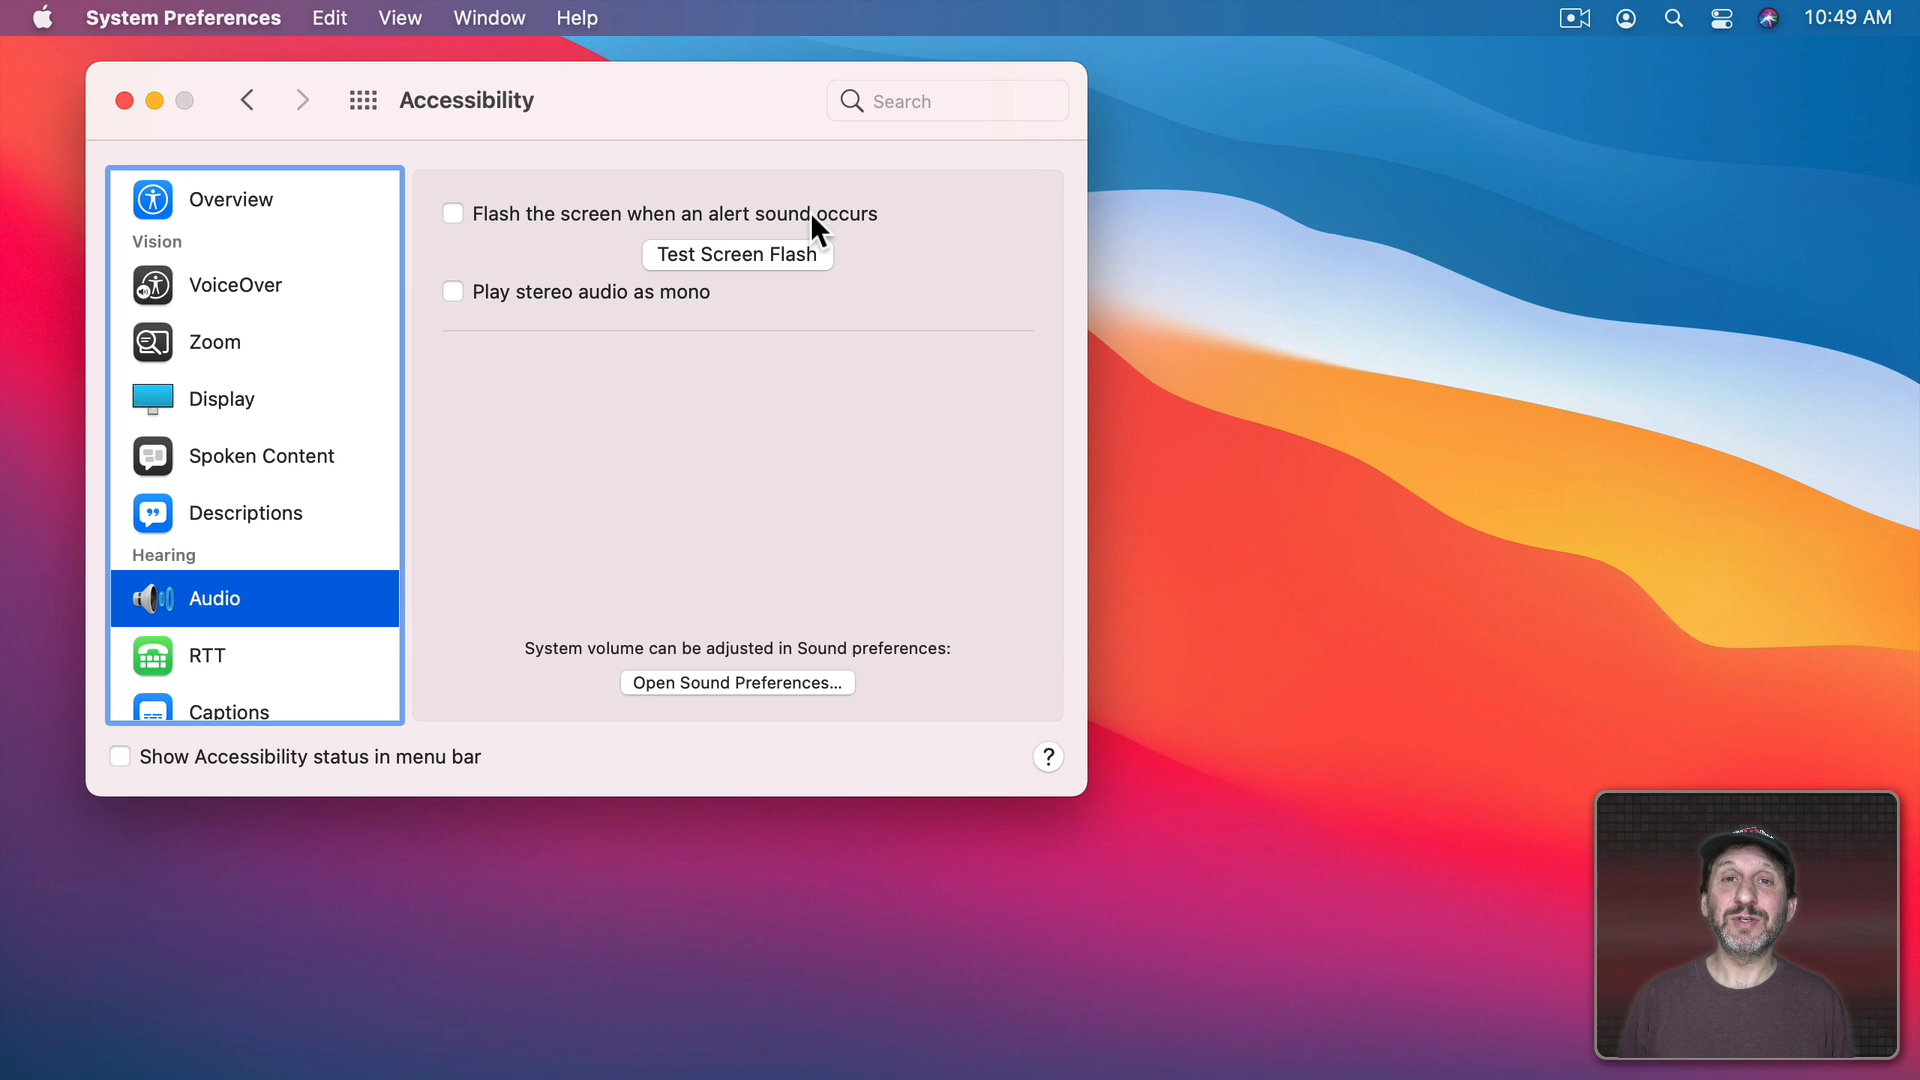 System Preferences Edit View Window Help 10:49 AM
Accessibility
Search
Overview
Vision
VoiceOver
Zoom
Display
Spoken Content
Descriptions
Hearing
Audio
RTT
Captions
Flash the screen when an alert sound occurs
Test Screen Flash
Play stereo audio as mono
System volume can be adjusted in Sound preferences:
Open Sound Preferences...
Show Accessibility status in menu bar
?